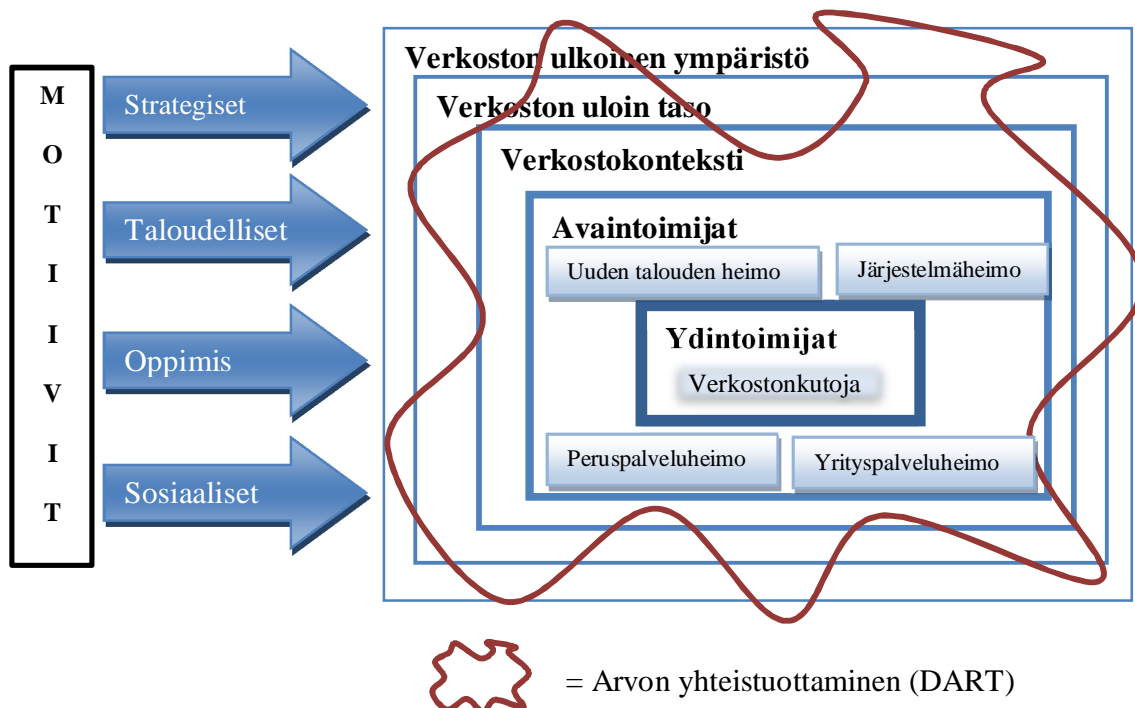 MOTIIVIT
Strategiset
Taloudelliset
Oppimis
Sosiaaliset
Verkoston ulkoinen ympäristö
Verkoston uloin taso
Verkostokonteksti
Avaintoimijat
Uuden talouden heimo
Järjestelmäheimo
Ydintoimijat
Verkostonkutoja
Peruspalveluheimo
Yrityspalveluheimo
= Arvon yhteistuottaminen (DART)